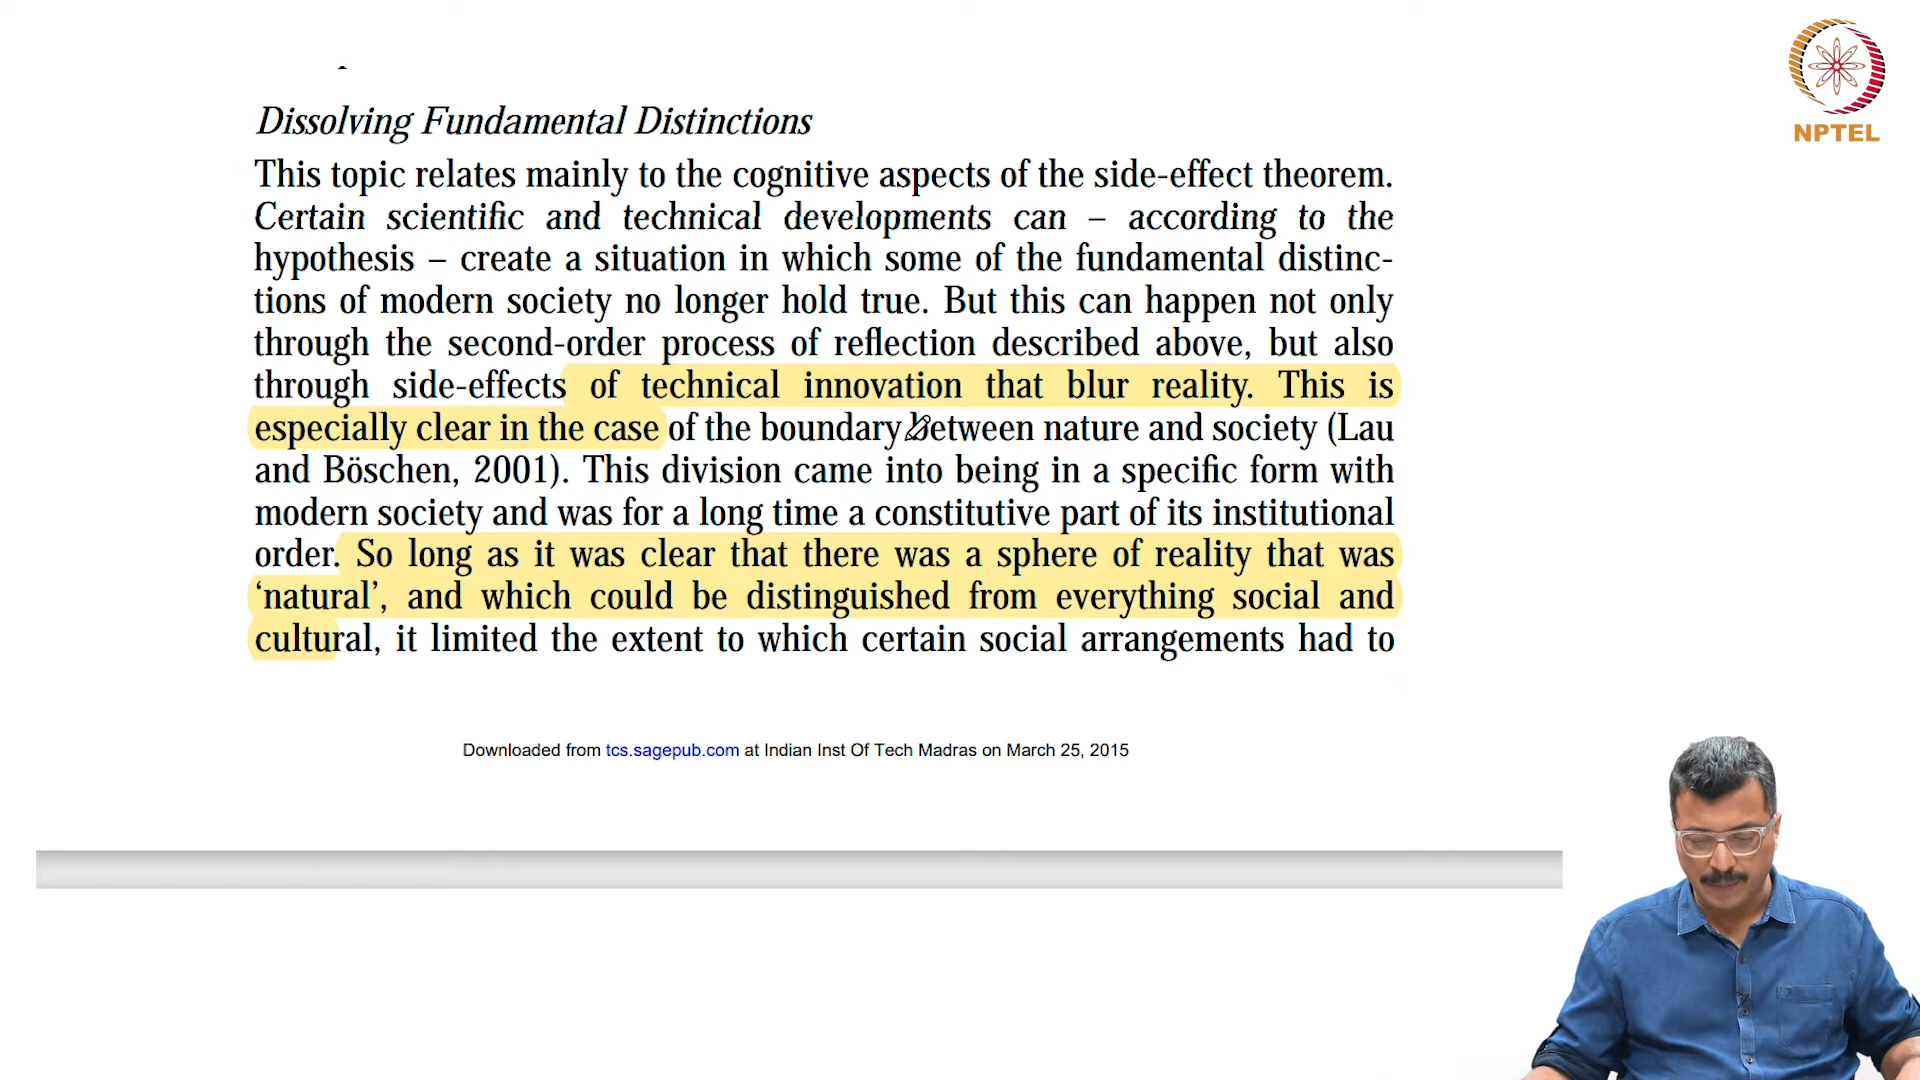 NPTEL
Dissolving Fundamental Distinctions
This topic relates mainly to the cognitive aspects of the side-effect theorem.
Certain scientific and technical developments can – according to the
hypothesis – create a situation in which some of the fundamental distinc-
tions of modern society no longer hold true. But this can happen not only
through the second-order process of reflection described above, but also
through side-effects of technical innovation that blur reality. This is
especially clear in the case of the boundary between nature and society (Lau
and Böschen, 2001). This division came into being in a specific form with
modern society and was for a long time a constitutive part of its institutional
order. So long as it was clear that there was a sphere of reality that was
‘natural’, and which could be distinguished from everything social and
cultural, it limited the extent to which certain social arrangements had to
Downloaded from tcs.sagepub.com at Indian Inst Of Tech Madras on March 25, 2015